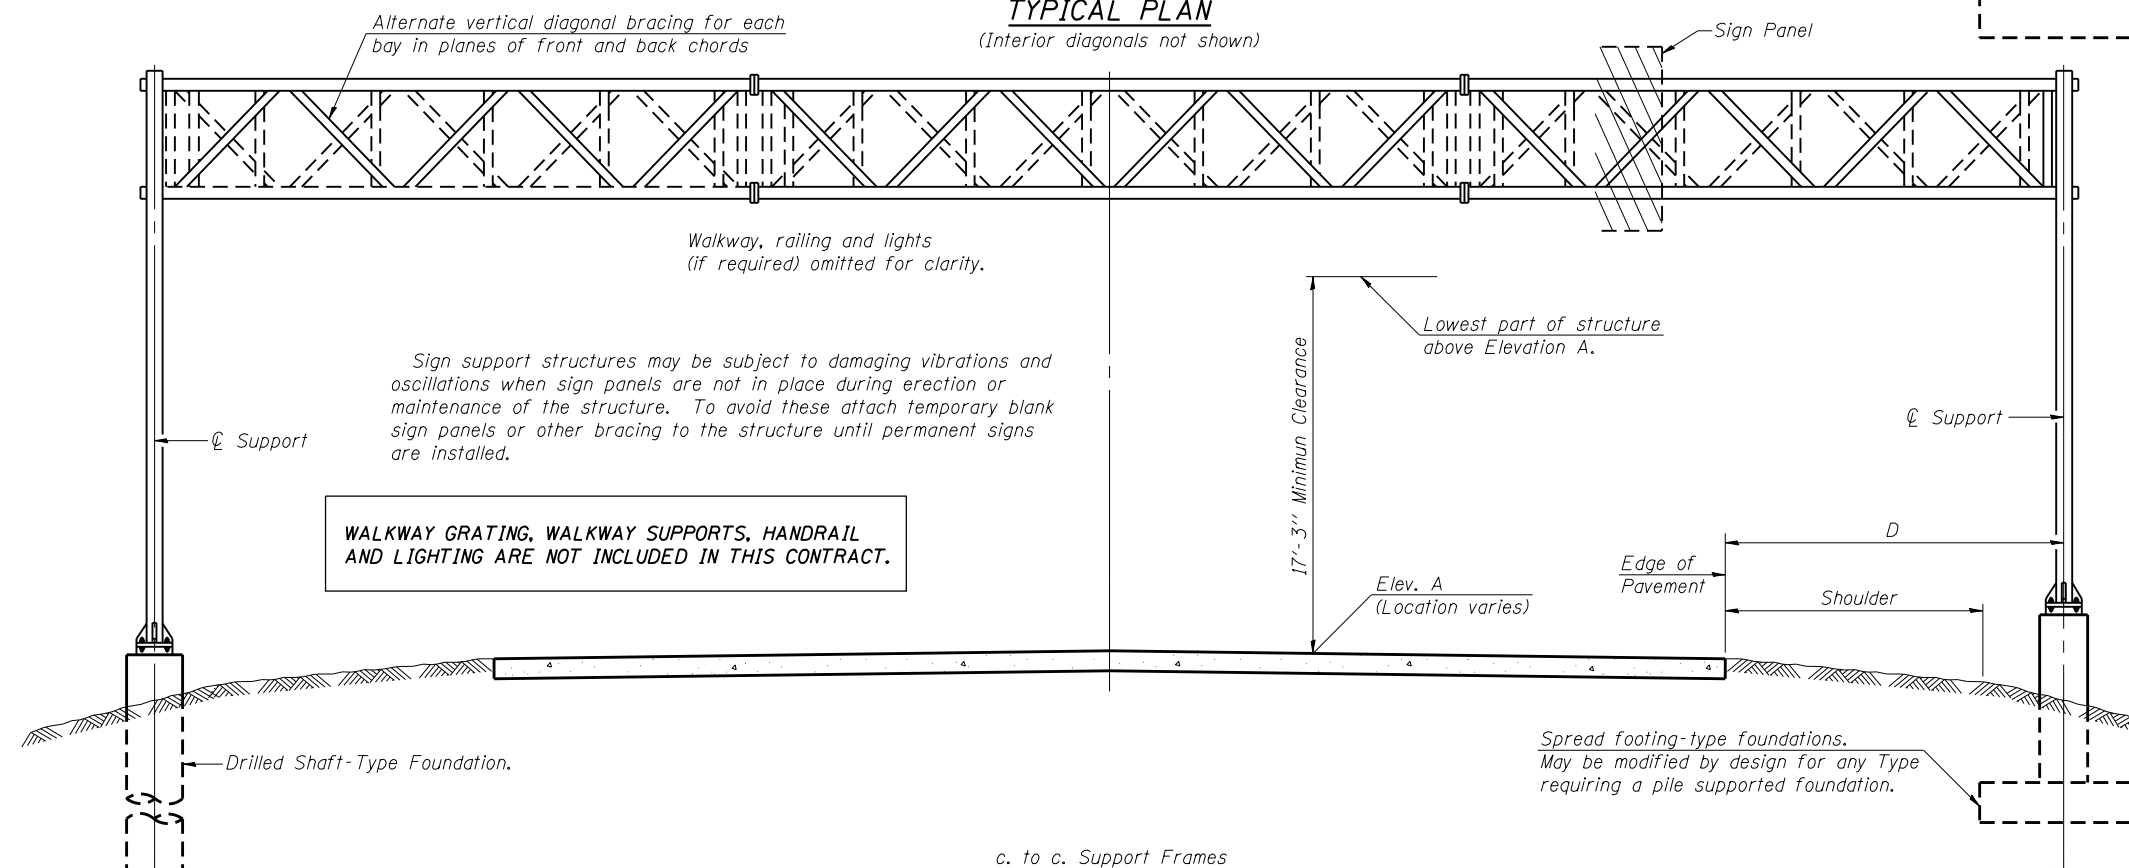 TYPICAL PLAN
(Interior diagonals not shown)
Alternate vertical diagonal bracing for each
bay in planes of front and back chords
Sign Panel
Walkway, railing and lights
(if required) omitted for clarity.
Lowest part of structure
above Elevation A.
Sign support structures may be subject to damaging vibrations and
oscillations when sign panels are not in place during erection or
maintenance of the structure. To avoid these attach temporary blank
sign panels or other bracing to the structure until permanent signs
are installed.
17'-3'' Minimun Clearance
℄ Support
℄ Support
WALKWAY GRATING, WALKWAY SUPPORTS, HANDRAIL
AND LIGHTING ARE NOT INCLUDED IN THIS CONTRACT.
D
Edge of
Pavement
Elev. A
(Location varies)
Shoulder
Drilled Shaft-Type Foundation.
Spread footing-type foundations.
May be modified by design for any Type
requiring a pile supported foundation.
c. to c. Support Frames